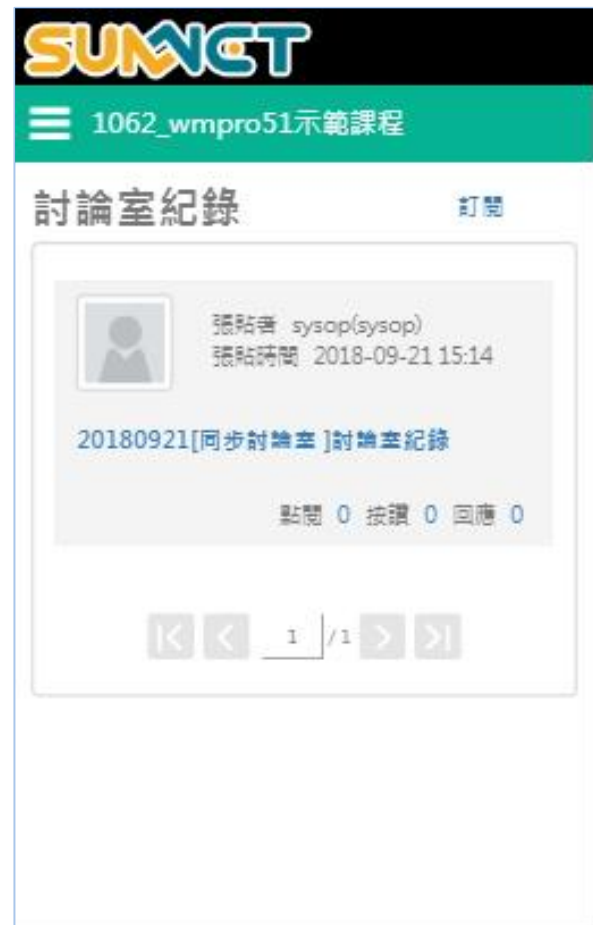 SUNNET
1062_wmpro51示範課程
討論室紀錄
訂閱
張貼者 sysop(sysop)
張貼時間 2018-09-21 15:14
20180921[同步討論室 ]討論室紀錄
點閱 0 按讚 0 回應 0
1 /1